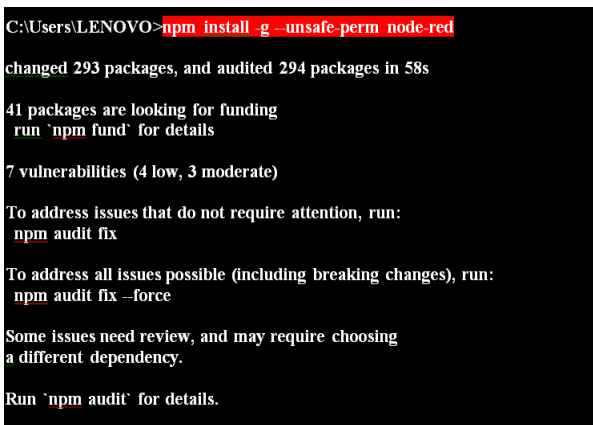 C:\Users\LENOVO>npm install -g --unsafe-perm node-red
changed 293 packages, and audited 294 packages in 58s
41 packages are looking for funding
run `npm fund` for details
7 vulnerabilities (4 low, 3 moderate)
To address issues that do not require attention, run:
npm audit fix
To address all issues possible (including breaking changes), run:
npm audit fix --force
Some issues need review, and may require choosing
a different dependency.
Run `npm audit` for details.